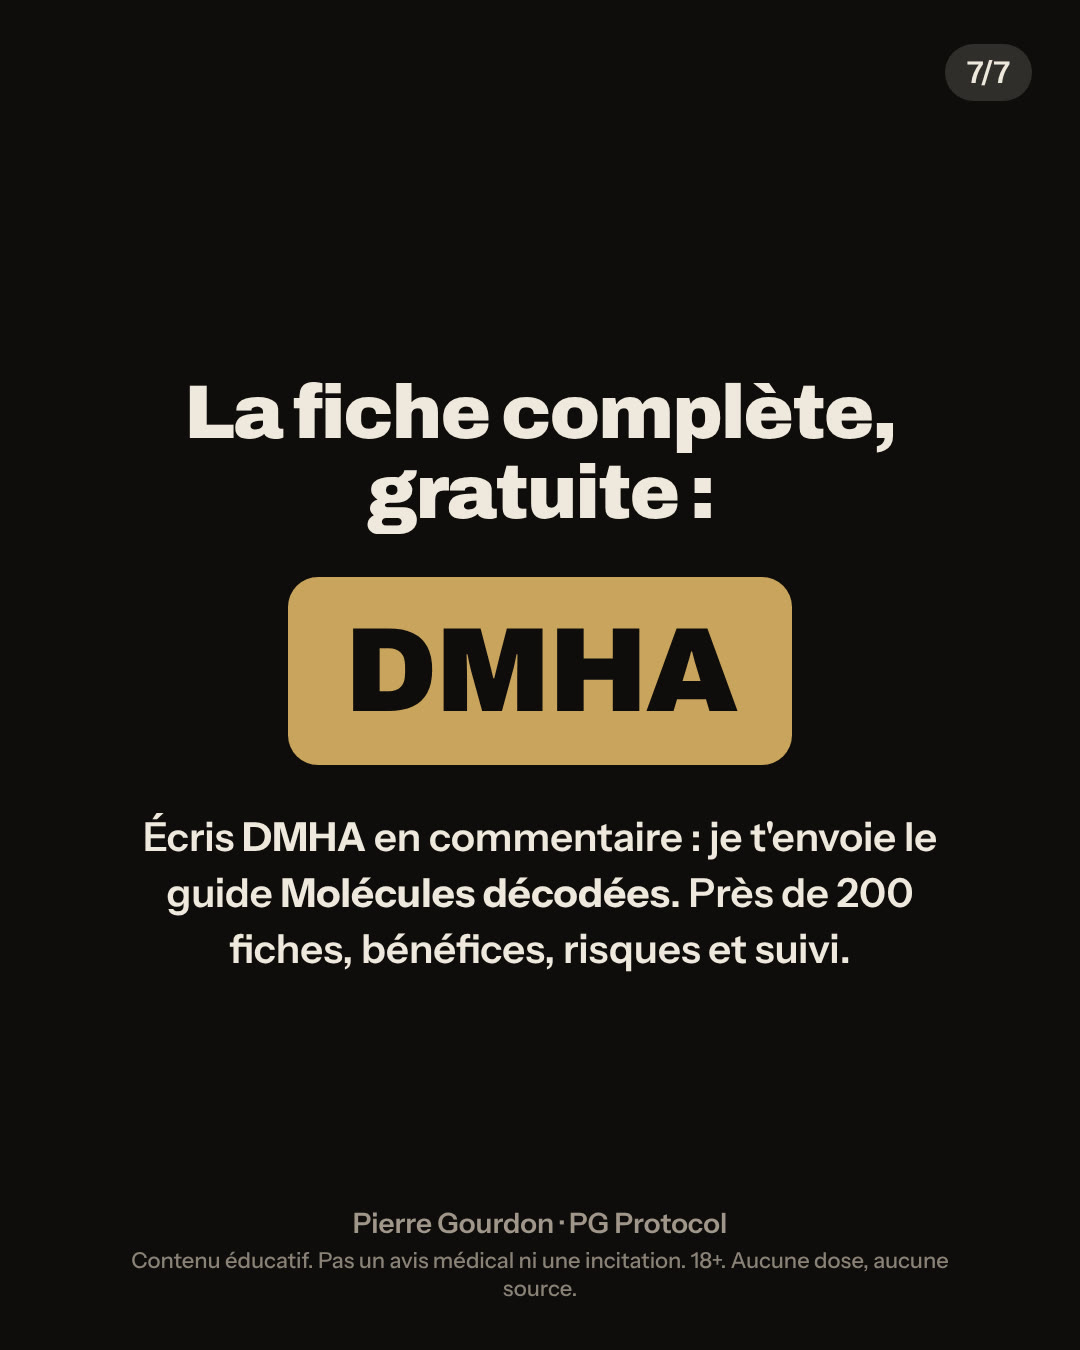 7/7
La fiche complète,
gratuite :
DMHA
Écris DMHA en commentaire : je t'envoie le
guide Molécules décodées. Près de 200
fiches, bénéfices, risques et suivi.
Pierre Gourdon · PG Protocol
Contenu éducatif. Pas un avis médical ni une incitation. 18+. Aucune dose, aucune
source.